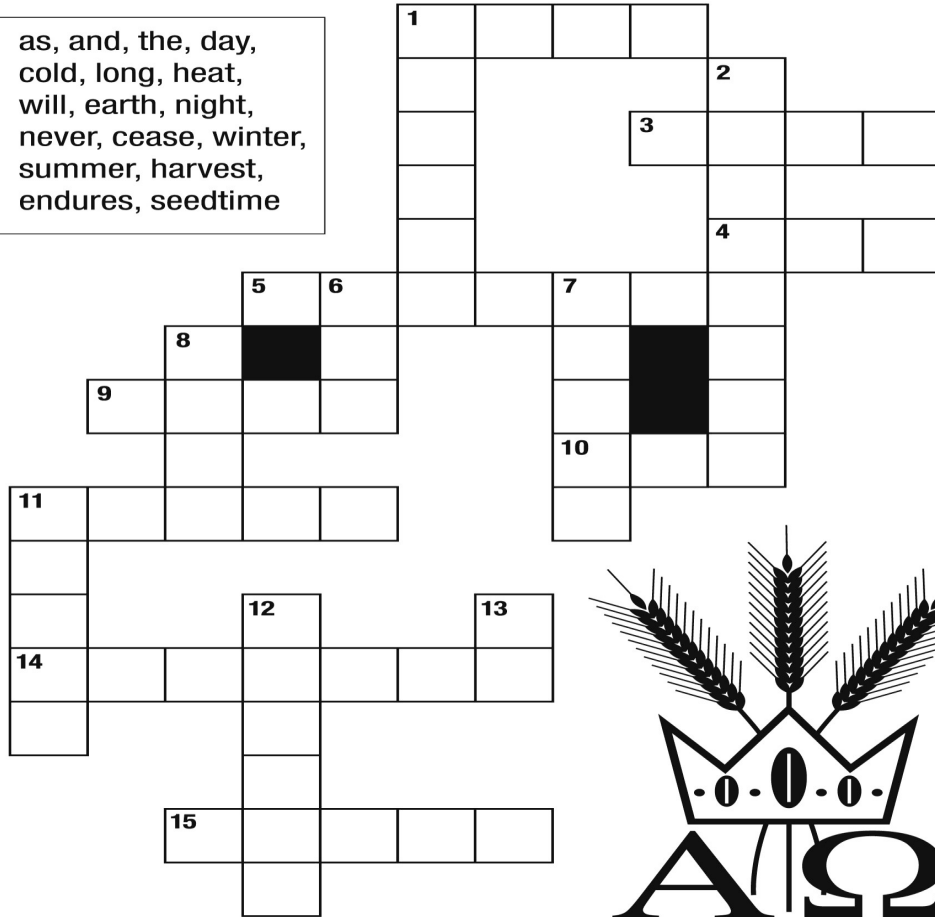 as, and, the, day,
cold, long, heat,
will, earth, night,
never, cease, winter,
summer, harvest,
endures, seedtime
1
2
3
4
5 6 7
8
9
10
11
12 13
14
15
Α Ω